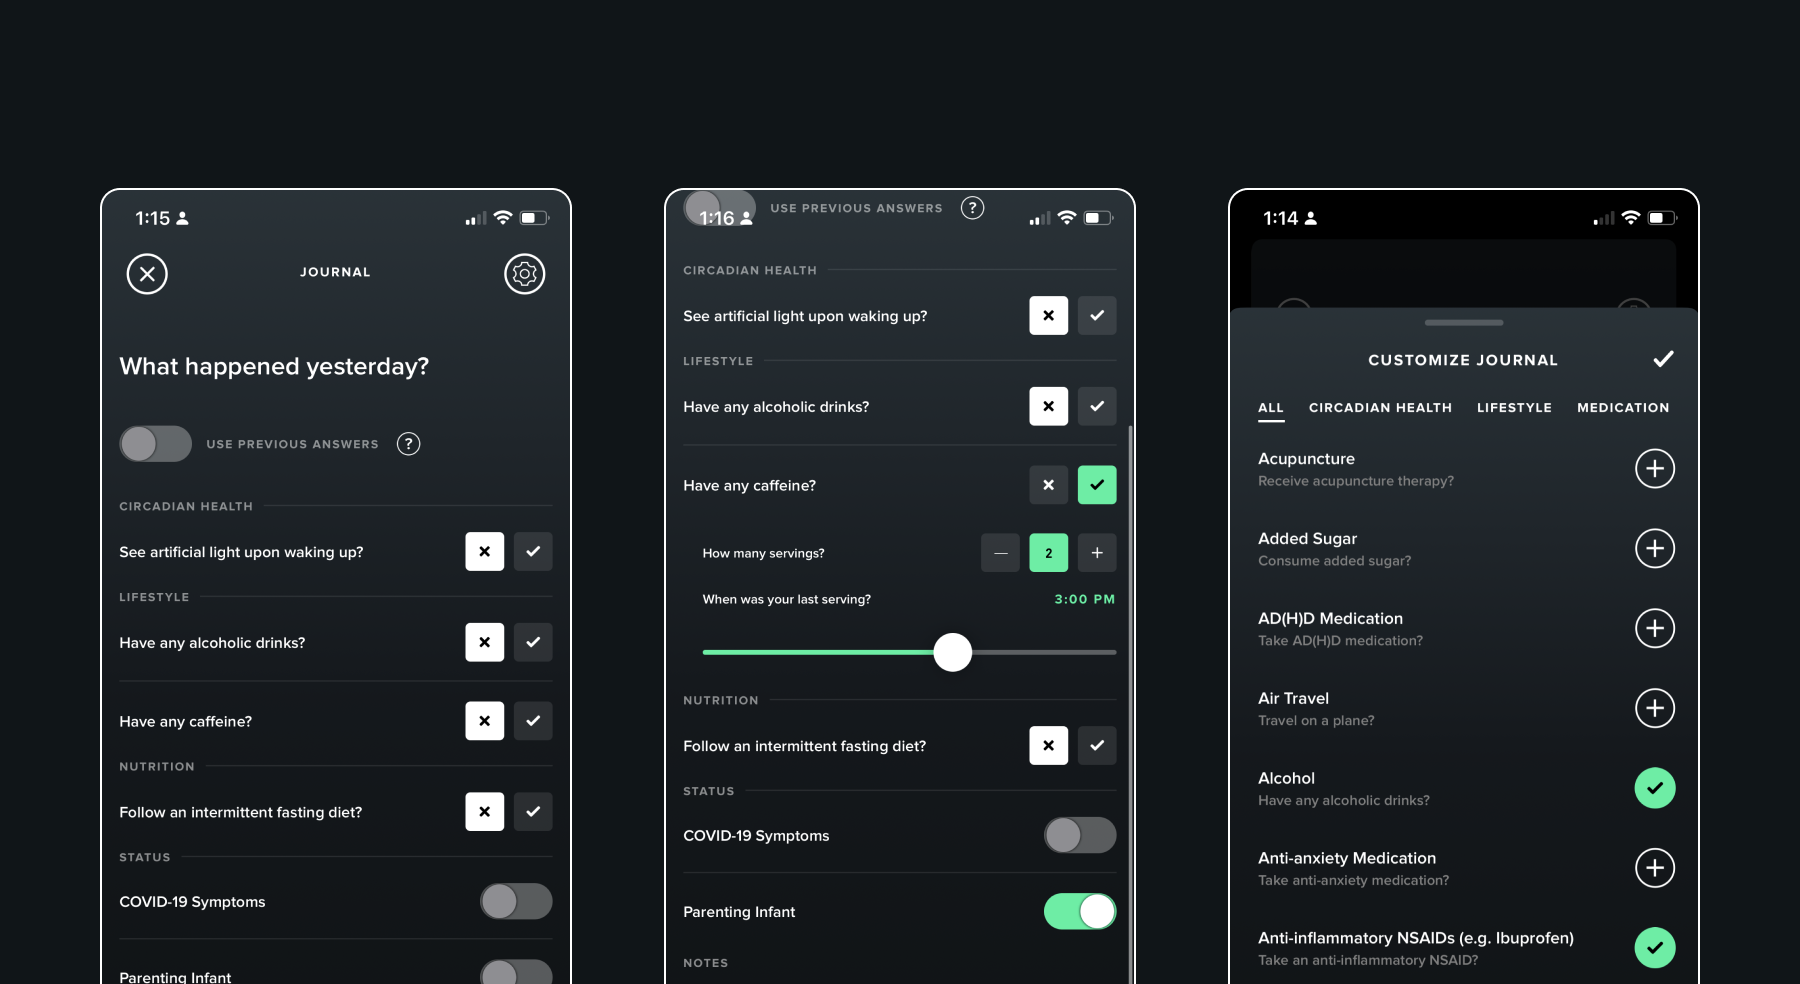 1:15
JOURNAL
What happened yesterday?
USE PREVIOUS ANSWERS ?
CIRCADIAN HEALTH
See artificial light upon waking up?
LIFESTYLE
Have any alcoholic drinks?
Have any caffeine?
NUTRITION
Follow an intermittent fasting diet?
STATUS
COVID-19 Symptoms
Parenting Infant
1:16
USE PREVIOUS ANSWERS ?
CIRCADIAN HEALTH
See artificial light upon waking up?
LIFESTYLE
Have any alcoholic drinks?
Have any caffeine?
How many servings? — 2 +
When was your last serving? 3:00 PM
NUTRITION
Follow an intermittent fasting diet?
STATUS
COVID-19 Symptoms
Parenting Infant
NOTES
1:14
CUSTOMIZE JOURNAL
ALL CIRCADIAN HEALTH LIFESTYLE MEDICATION
Acupuncture
Receive acupuncture therapy?
Added Sugar
Consume added sugar?
AD(H)D Medication
Take AD(H)D medication?
Air Travel
Travel on a plane?
Alcohol
Have any alcoholic drinks?
Anti-anxiety Medication
Take anti-anxiety medication?
Anti-inflammatory NSAIDs (e.g. Ibuprofen)
Take an anti-inflammatory NSAID?